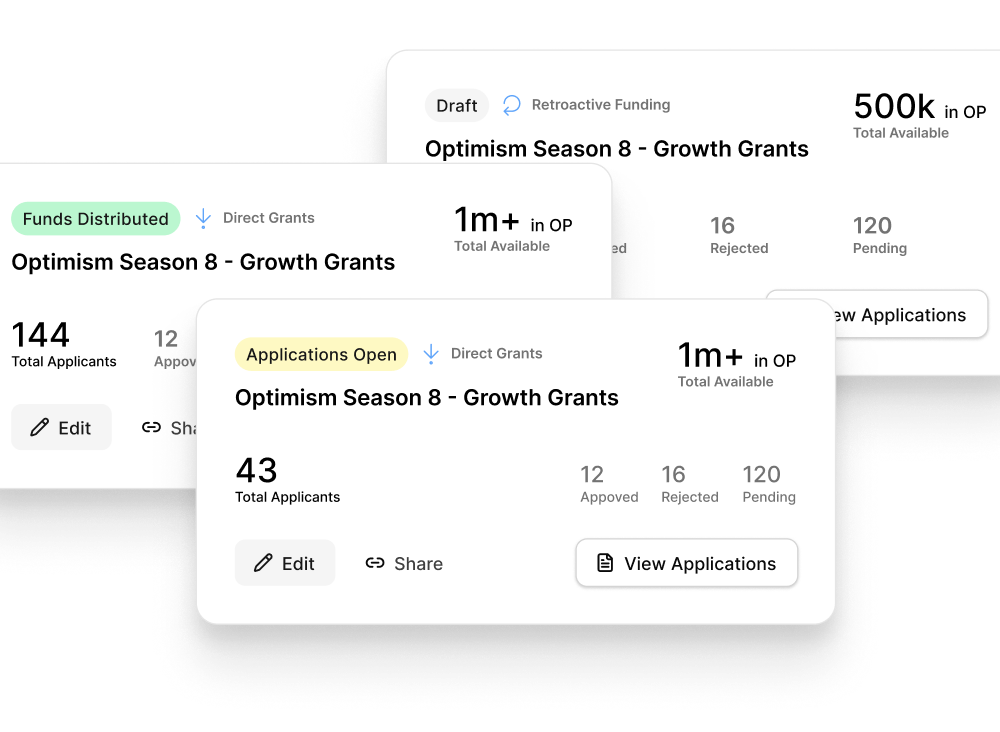 Draft
Retroactive Funding
500k in OP
Total Available
Optimism Season 8 - Growth Grants
16
120
Rejected
Pending
ew Applications
Funds Distributed
Direct Grants
1m+ in OP
Total Available
Optimism Season 8 - Growth Grants
144
12
Total Applicants
Appov
Edit
Sha
Applications Open
Direct Grants
1m+ in OP
Total Available
Optimism Season 8 - Growth Grants
43
12
16
120
Total Applicants
Appoved
Rejected
Pending
Edit
Share
View Applications